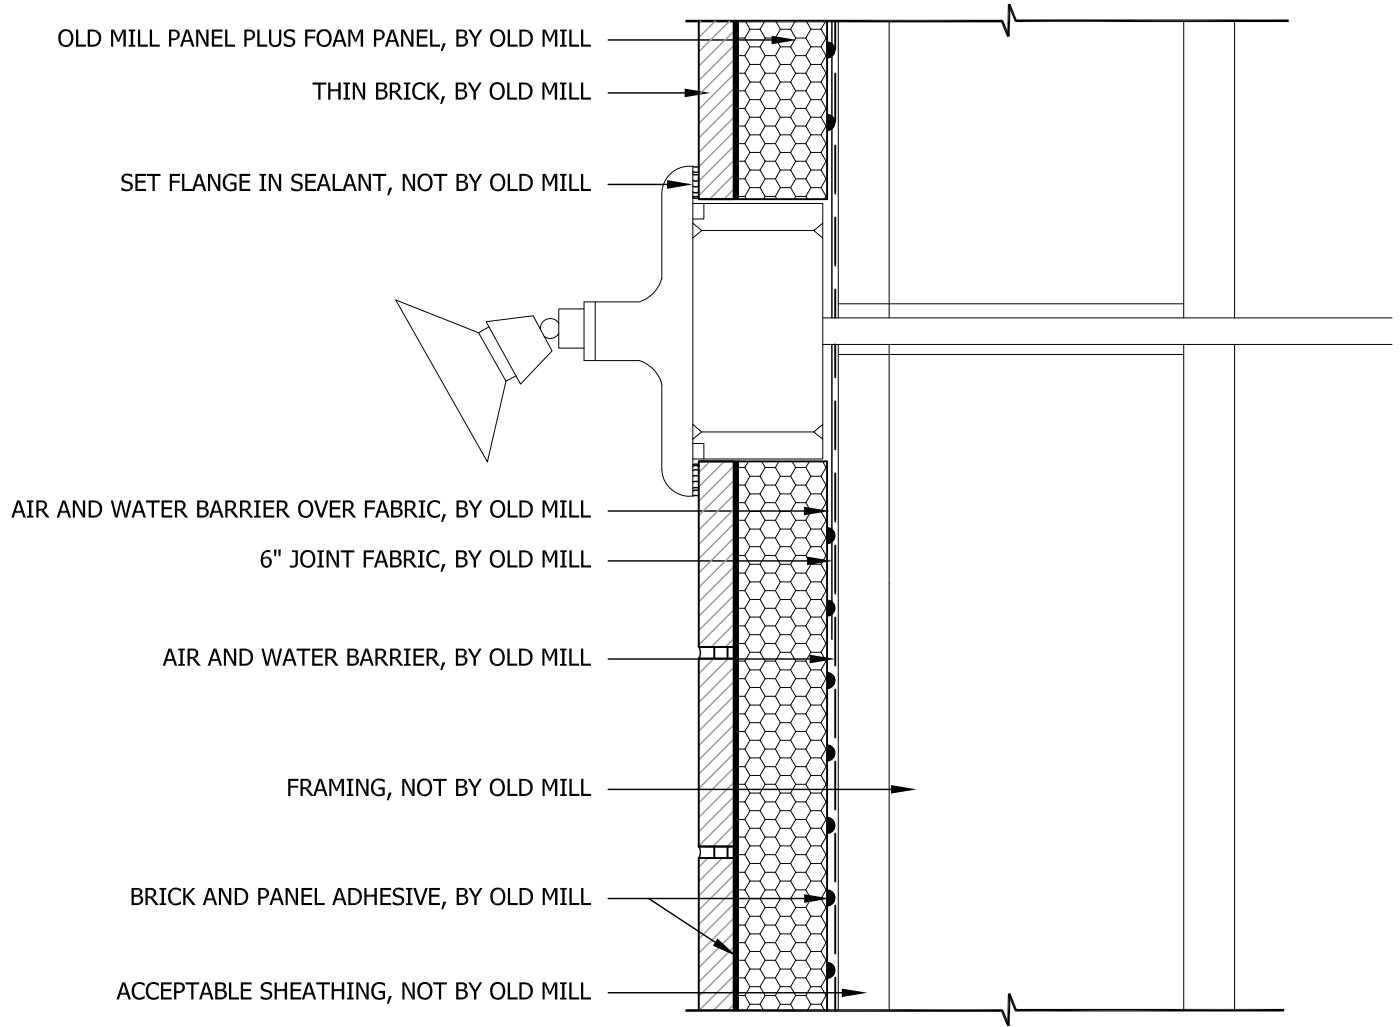 OLD MILL PANEL PLUS FOAM PANEL, BY OLD MILL
THIN BRICK, BY OLD MILL
SET FLANGE IN SEALANT, NOT BY OLD MILL
AIR AND WATER BARRIER OVER FABRIC, BY OLD MILL
6" JOINT FABRIC, BY OLD MILL
AIR AND WATER BARRIER, BY OLD MILL
FRAMING, NOT BY OLD MILL
BRICK AND PANEL ADHESIVE, BY OLD MILL
ACCEPTABLE SHEATHING, NOT BY OLD MILL